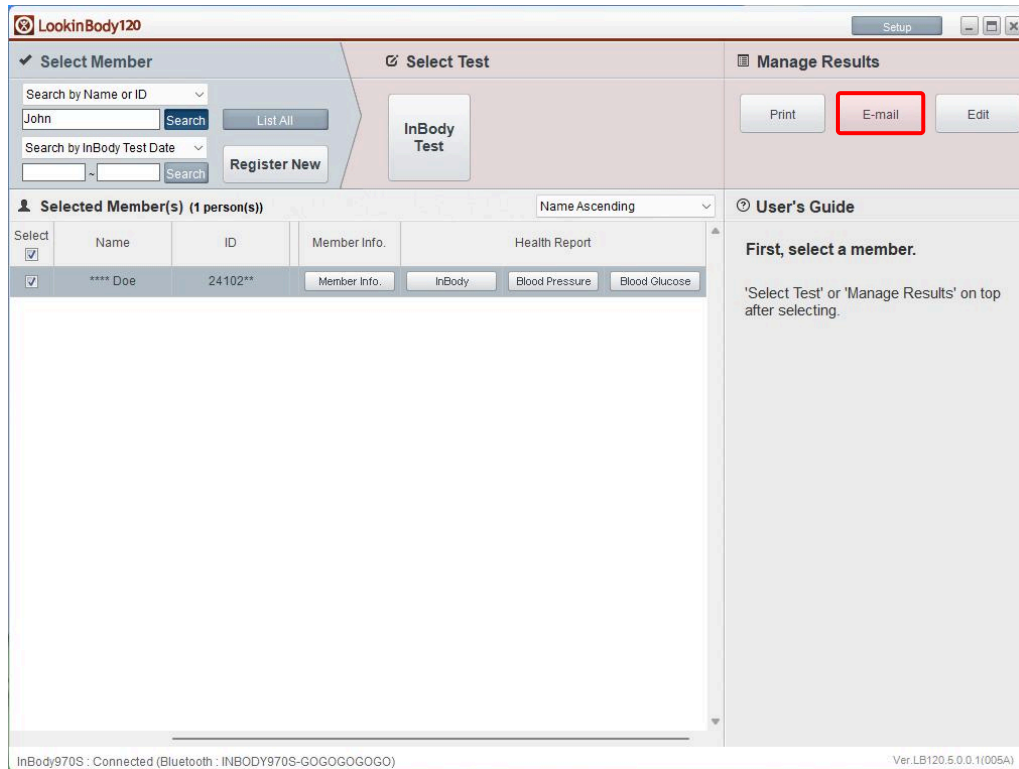 LookinBody120
Setup
Select Member
Select Test
Manage Results
Search by Name or ID
John
Search
List All
Search by InBody Test Date
~
Search
Register New
InBody
Test
Print
E-mail
Edit
Selected Member(s) (1 person(s))
Name Ascending
User's Guide
Select
Name
ID
Member Info.
Health Report
**** Doe
24102**
Member Info.
InBody
Blood Pressure
Blood Glucose
First, select a member.
'Select Test' or 'Manage Results' on top
after selecting.
InBody970S : Connected (Bluetooth : INBODY970S-GOGOGOGOGO)
Ver.LB120.5.0.0.1(005A)